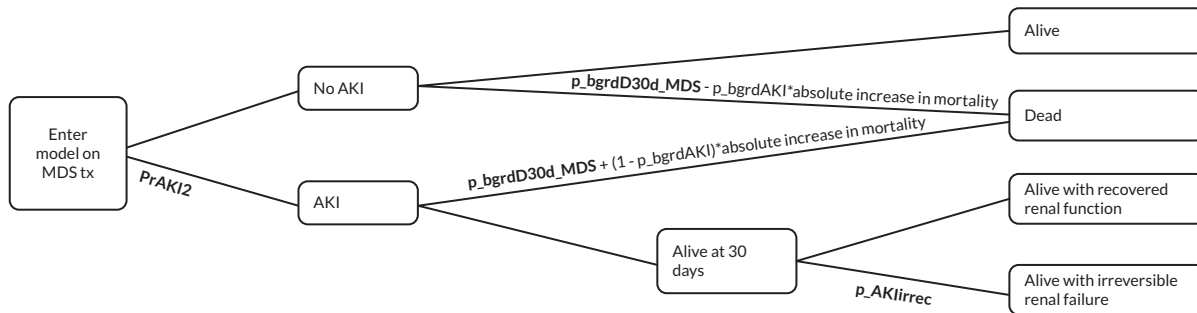 Alive
No AKI
p_bgrdD30d_MDS - p_bgrdAKI*absolute increase in mortality
Dead
Enter
model on
MDS tx
PrAKI2
p_bgrdD30d_MDS + (1 - p_bgrdAKI)*absolute increase in mortality
AKI
Alive with recovered
renal function
Alive at 30
days
p_AKIirrec
Alive with irreversible
renal failure